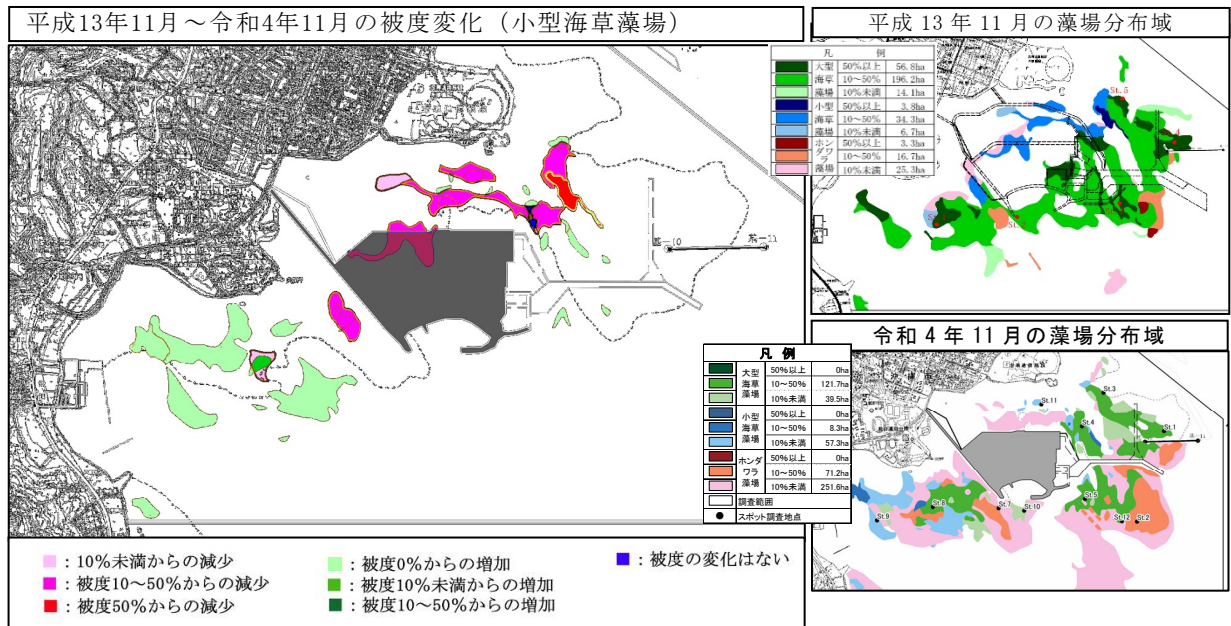 平成13年11月～令和4年11月の被度変化（小型海草藻場）
基-10
基-11
: 10%未満からの減少
: 被度10～50%からの減少
: 被度50%からの減少
: 被度0%からの増加
: 被度10%未満からの増加
: 被度10～50%からの増加
: 被度の変化はない
平成 13 年 11 月の藻場分布域
凡 例
大型 50%以上 56.8ha
海草 10～50% 196.2ha
藻場 10%未満 14.1ha
小型 50%以上 3.8ha
海草 10～50% 34.3ha
藻場 10%未満 6.7ha
ホン 50%以上 3.3ha
ダワラ 10～50% 16.7ha
藻場 10%未満 25.3ha
St.5
令和 4 年 11 月の藻場分布域
凡 例
大型 50%以上 0ha
海草 10～50% 121.7ha
藻場 10%未満 39.5ha
小型 50%以上 0ha
海草 10～50% 8.3ha
藻場 10%未満 57.3ha
ホンダ 50%以上 0ha
ワラ 10～50% 71.2ha
藻場 10%未満 251.6ha
調査範囲
スポット調査地点
St.3
St.11
St.4
St.1
St.5
St.8
St.7
St.10
St.9
St.12
St.2